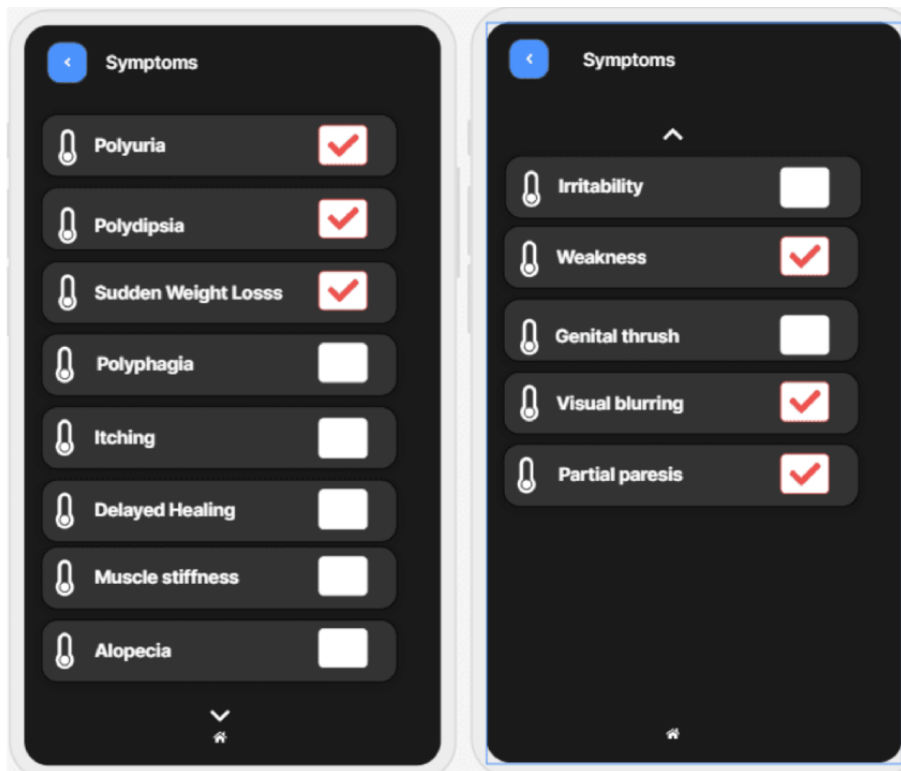 Symptoms
Polyuria
Polydipsia
Sudden Weight Losss
Polyphagia
Itching
Delayed Healing
Muscle stiffness
Alopecia
Symptoms
Irritability
Weakness
Genital thrush
Visual blurring
Partial paresis